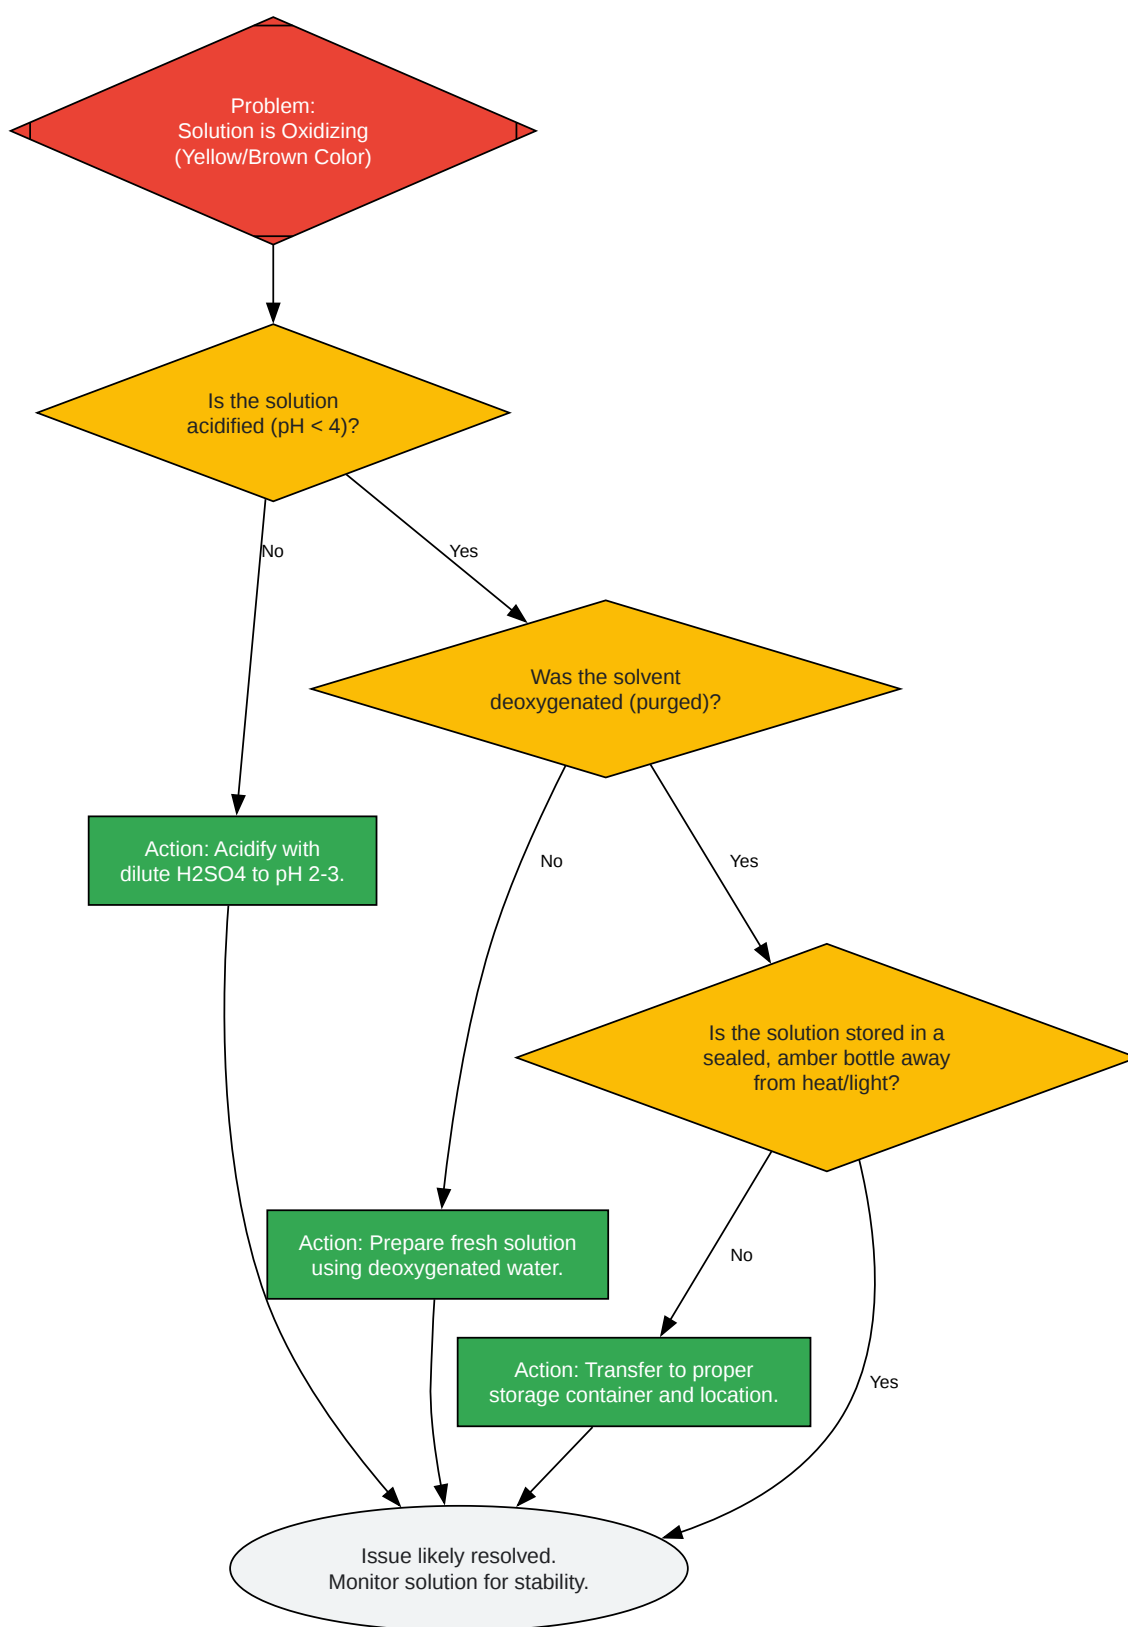 Problem:
Solution is Oxidizing
(Yellow/Brown Color)
Is the solution
acidified (pH < 4)?
No
Yes
Was the solvent
deoxygenated (purged)?
Action: Acidify with
dilute H2SO4 to pH 2-3.
No
Yes
Is the solution stored in a
sealed, amber bottle away
from heat/light?
Action: Prepare fresh solution
using deoxygenated water.
No
Action: Transfer to proper
storage container and location.
Yes
Issue likely resolved.
Monitor solution for stability.